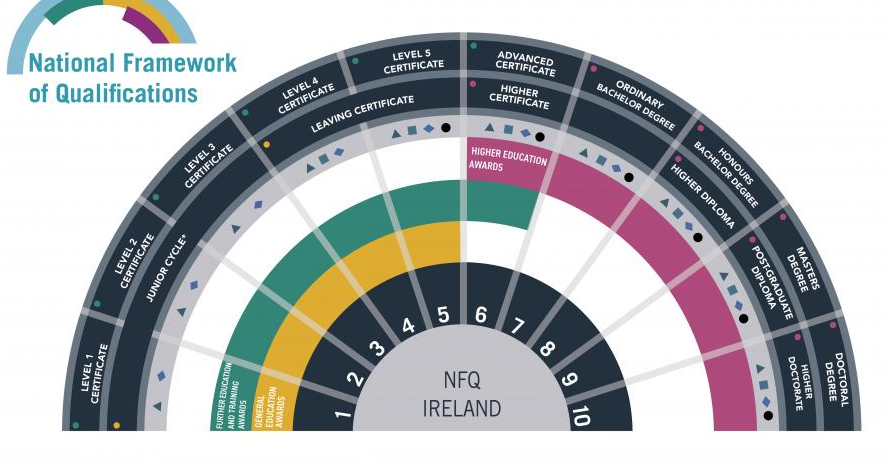 National Framework
of Qualifications
LEVEL 1
CERTIFICATE
LEVEL 2
CERTIFICATE
LEVEL 3
CERTIFICATE
LEVEL 4
CERTIFICATE
LEVEL 5
CERTIFICATE
ADVANCED
CERTIFICATE
ORDINARY
BACHELOR DEGREE
HONOURS
BACHELOR DEGREE
MASTERS
DEGREE
DOCTORAL
DEGREE
JUNIOR CYCLE*
LEAVING CERTIFICATE
HIGHER
CERTIFICATE
HIGHER DIPLOMA
POST-GRADUATE
DIPLOMA
HIGHER
DOCTORATE
HIGHER EDUCATION
AWARDS
FURTHER EDUCATION
AND TRAINING
AWARDS
GENERAL
EDUCATION
AWARDS
1
2
3
4
5
6
7
8
9
10
NFQ
IRELAND